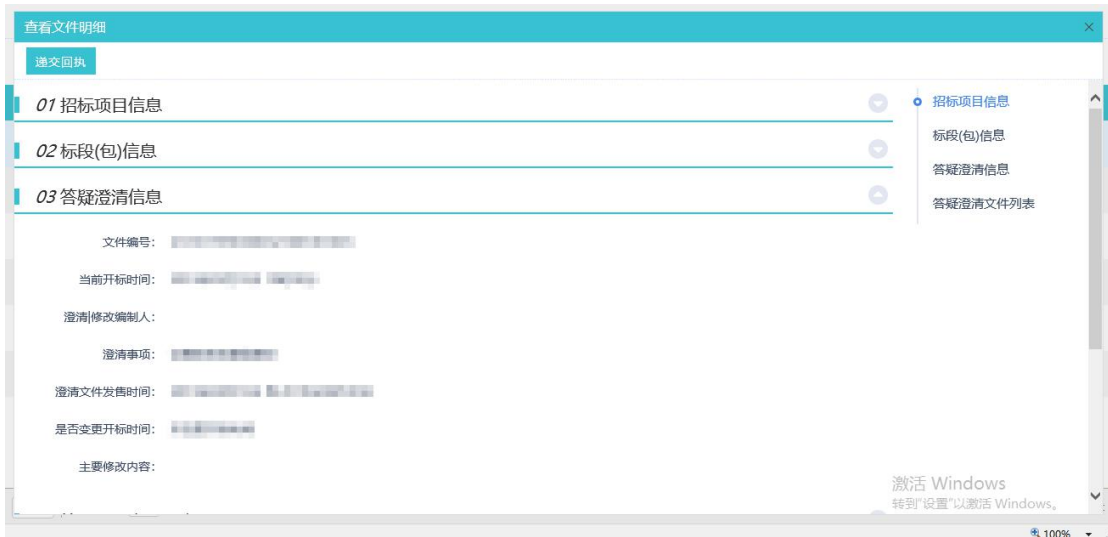 查看文件明细
递交回执
01 招标项目信息
02 标段(包)信息
03 答疑澄清信息
文件编号:
当前开标时间:
澄清|修改编制人:
澄清事项:
澄清文件发售时间:
是否变更开标时间:
主要修改内容:
招标项目信息
标段(包)信息
答疑澄清信息
答疑澄清文件列表
激活 Windows
转到"设置"以激活 Windows。
100%